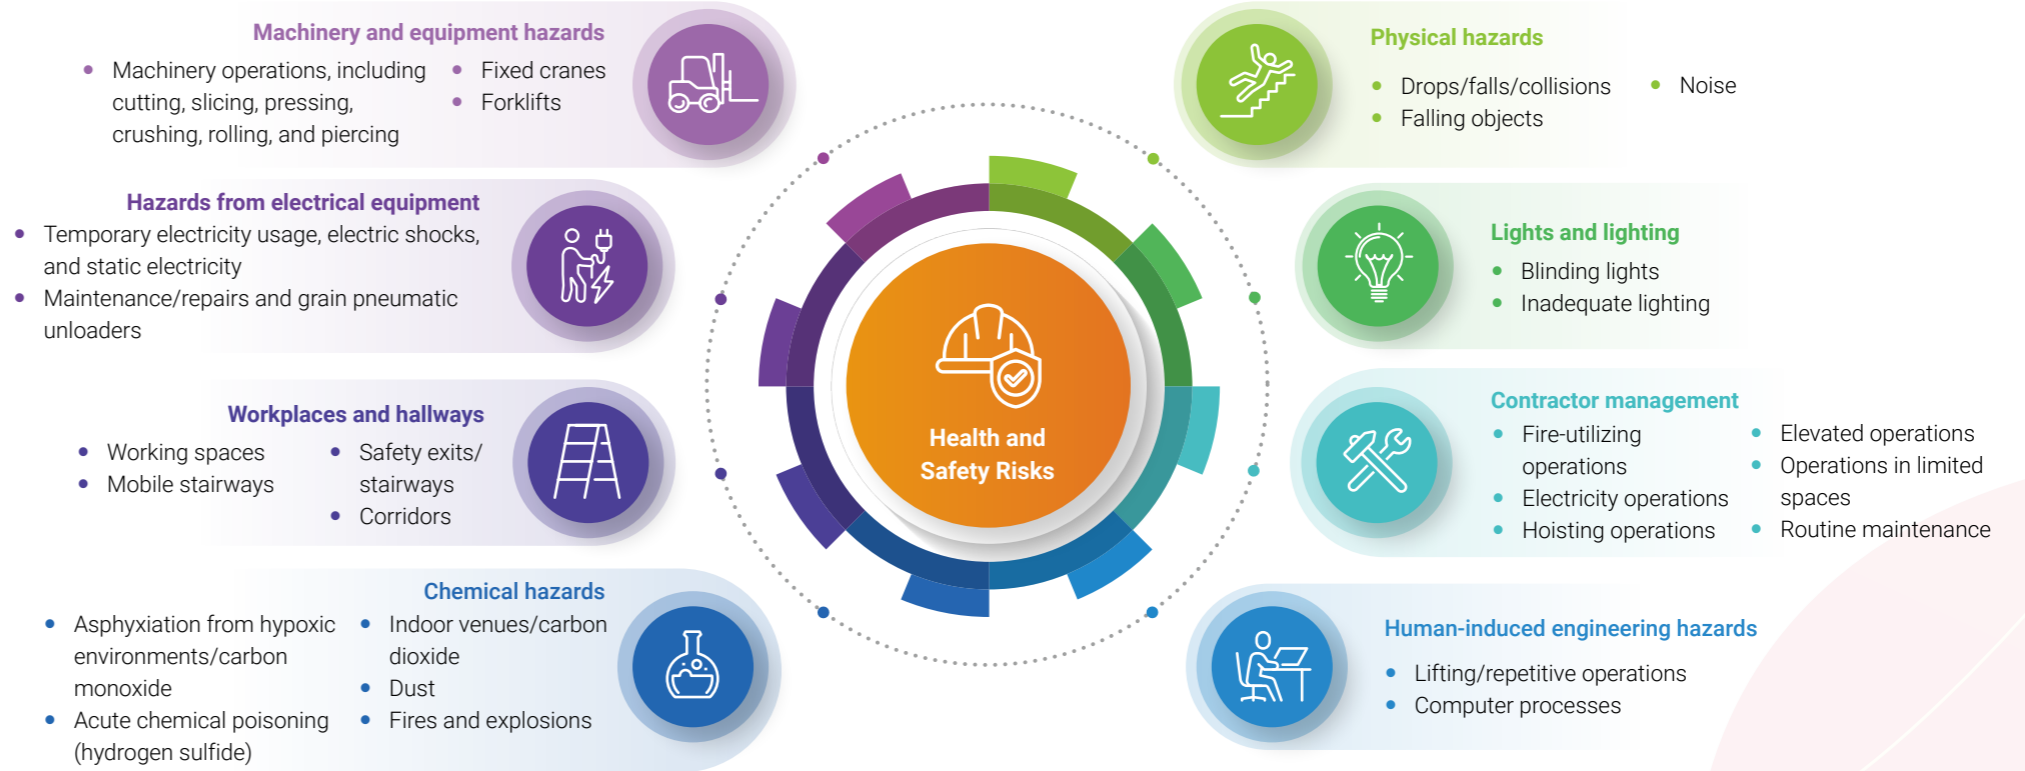 Machinery and equipment hazards
Machinery operations, including
cutting, slicing, pressing,
crushing, rolling, and piercing
Fixed cranes
Forklifts
Hazards from electrical equipment
Temporary electricity usage, electric shocks,
and static electricity
Maintenance/repairs and grain pneumatic
unloaders
Workplaces and hallways
Working spaces
Mobile stairways
Safety exits/
stairways
Corridors
Chemical hazards
Asphyxiation from hypoxic
environments/carbon
monoxide
Acute chemical poisoning
(hydrogen sulfide)
Indoor venues/carbon
dioxide
Dust
Fires and explosions
Health and
Safety Risks
Physical hazards
Drops/falls/collisions
Falling objects
Noise
Lights and lighting
Blinding lights
Inadequate lighting
Contractor management
Fire-utilizing
operations
Electricity operations
Hoisting operations
Elevated operations
Operations in limited
spaces
Routine maintenance
Human-induced engineering hazards
Lifting/repetitive operations
Computer processes